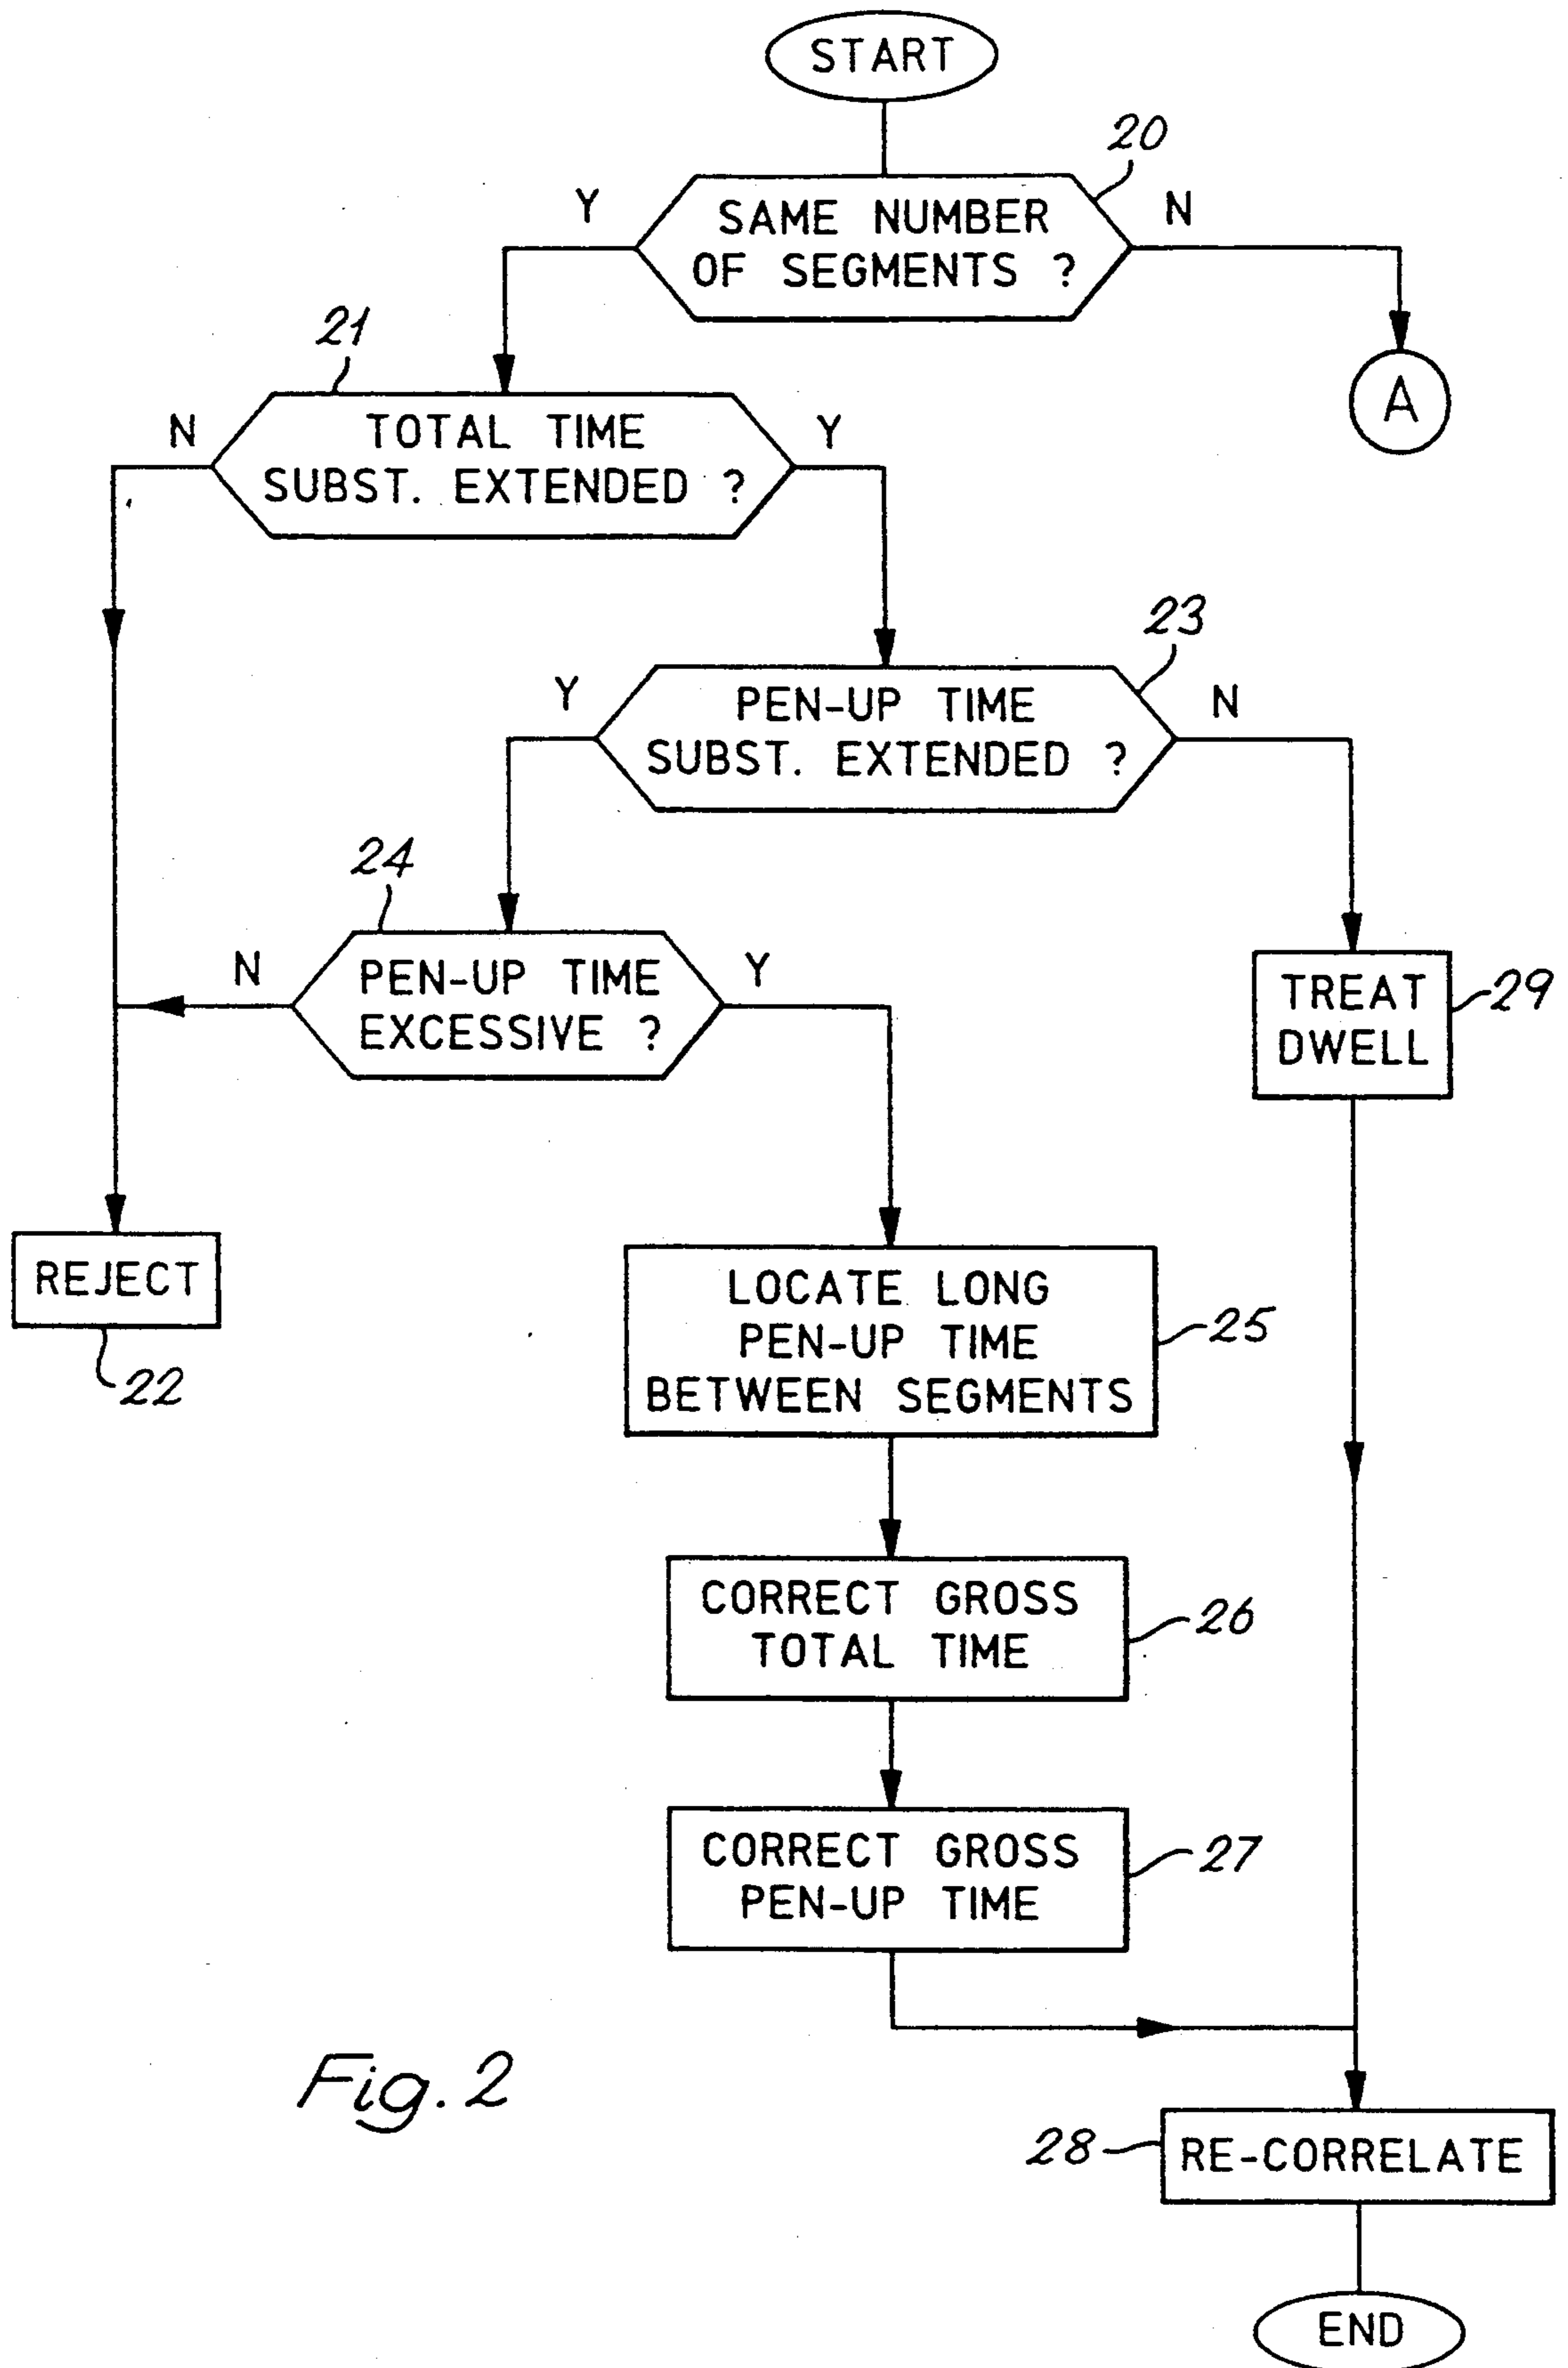 START
20
Y
SAME NUMBER
OF SEGMENTS ?
N
21
A
N
TOTAL TIME
SUBST. EXTENDED ?
Y
23
Y
PEN-UP TIME
SUBST. EXTENDED ?
N
24
N
PEN-UP TIME
EXCESSIVE ?
Y
TREAT
DWELL
29
REJECT
22
LOCATE LONG
PEN-UP TIME
BETWEEN SEGMENTS
25
CORRECT GROSS
TOTAL TIME
26
CORRECT GROSS
PEN-UP TIME
27
Fig. 2
28
RE-CORRELATE
END